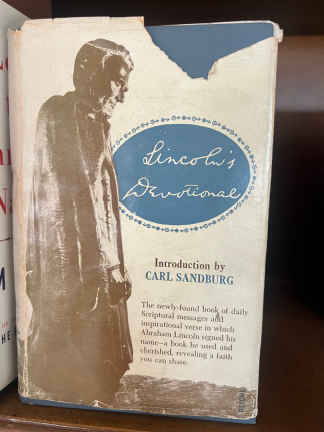 Lincoln's
Devotional
Introduction by
CARL SANDBURG
The newly-found book of daily
Scriptural messages and
inspirational verse in which
Abraham Lincoln signed his
name—a book he used and
cherished, revealing a faith
you can share.